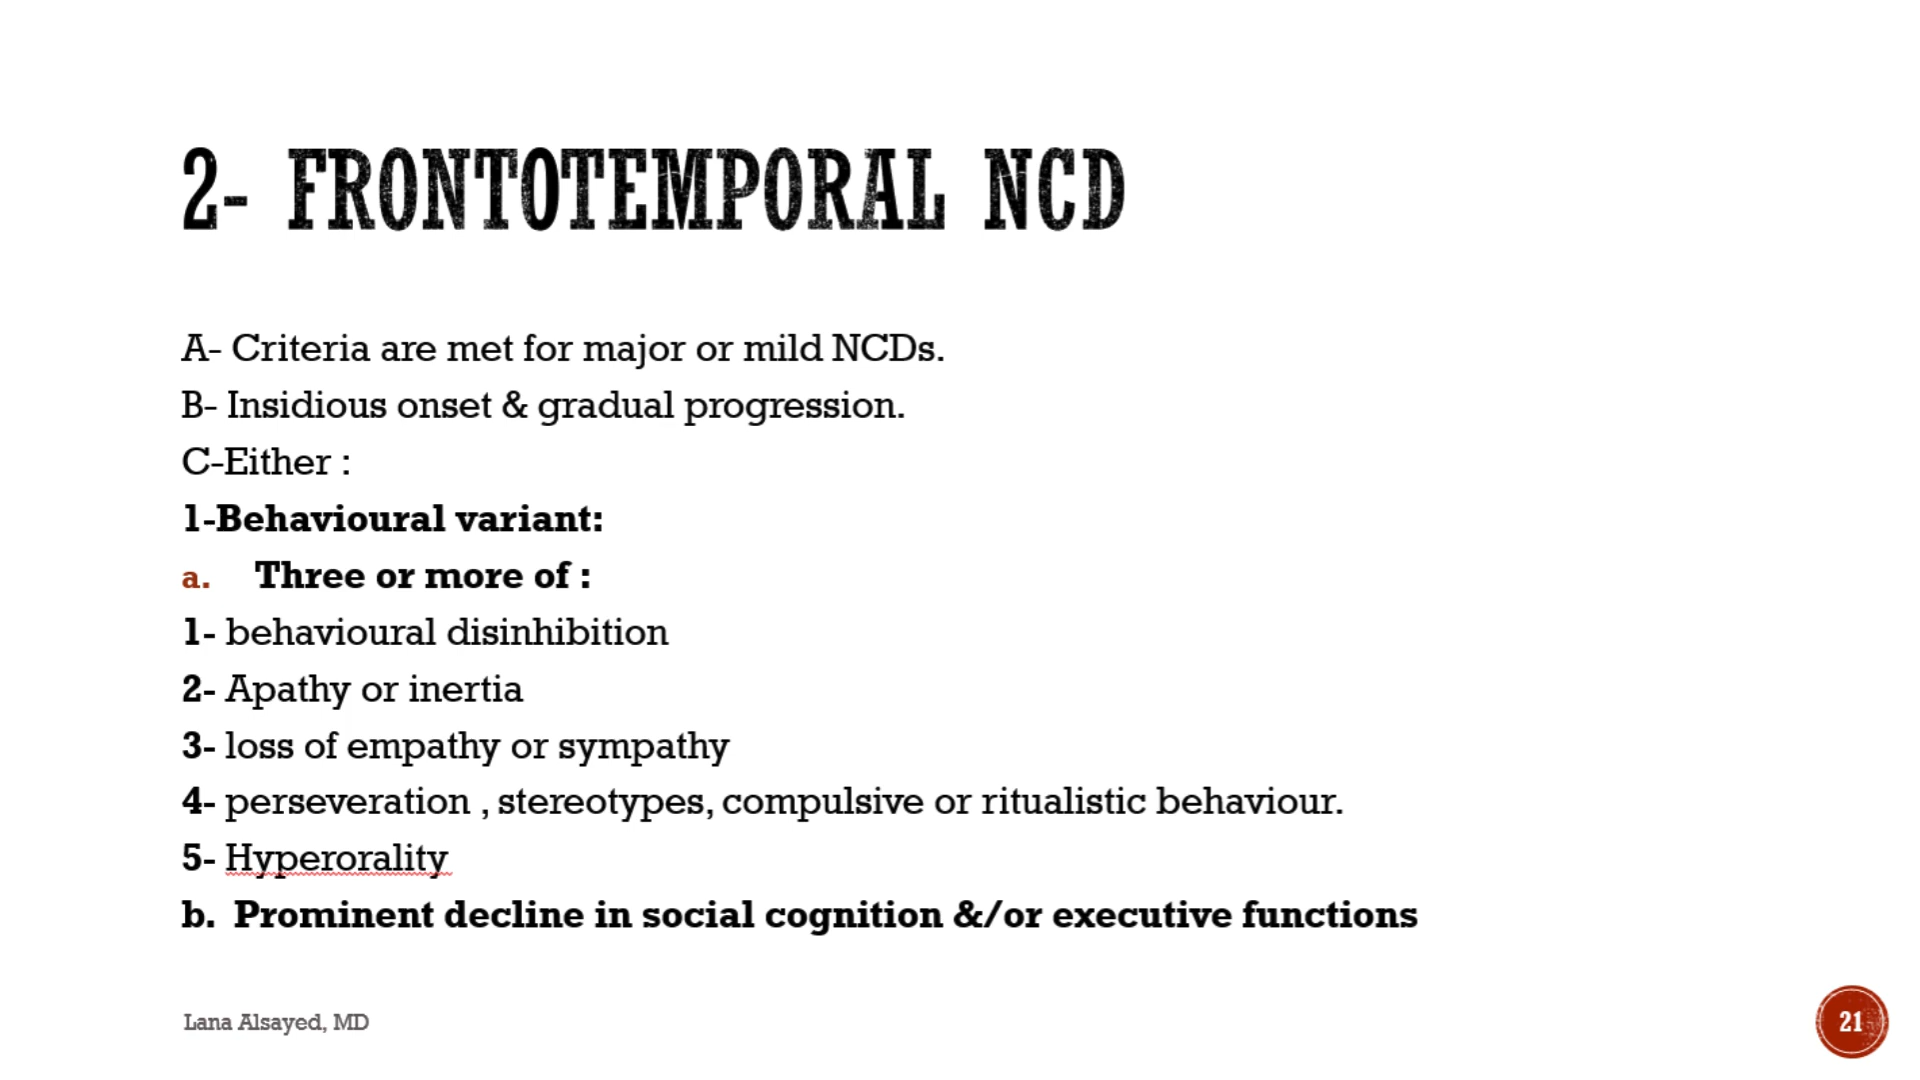 2- FRONTOTEMPORAL NCD
A- Criteria are met for major or mild NCDs.
B- Insidious onset & gradual progression.
C-Either :
1-Behavioural variant:
a. Three or more of :
1- behavioural disinhibition
2- Apathy or inertia
3- loss of empathy or sympathy
4- perseveration , stereotypes, compulsive or ritualistic behaviour.
5- Hyperorality
b. Prominent decline in social cognition &/or executive functions
Lana Alsayed, MD
21